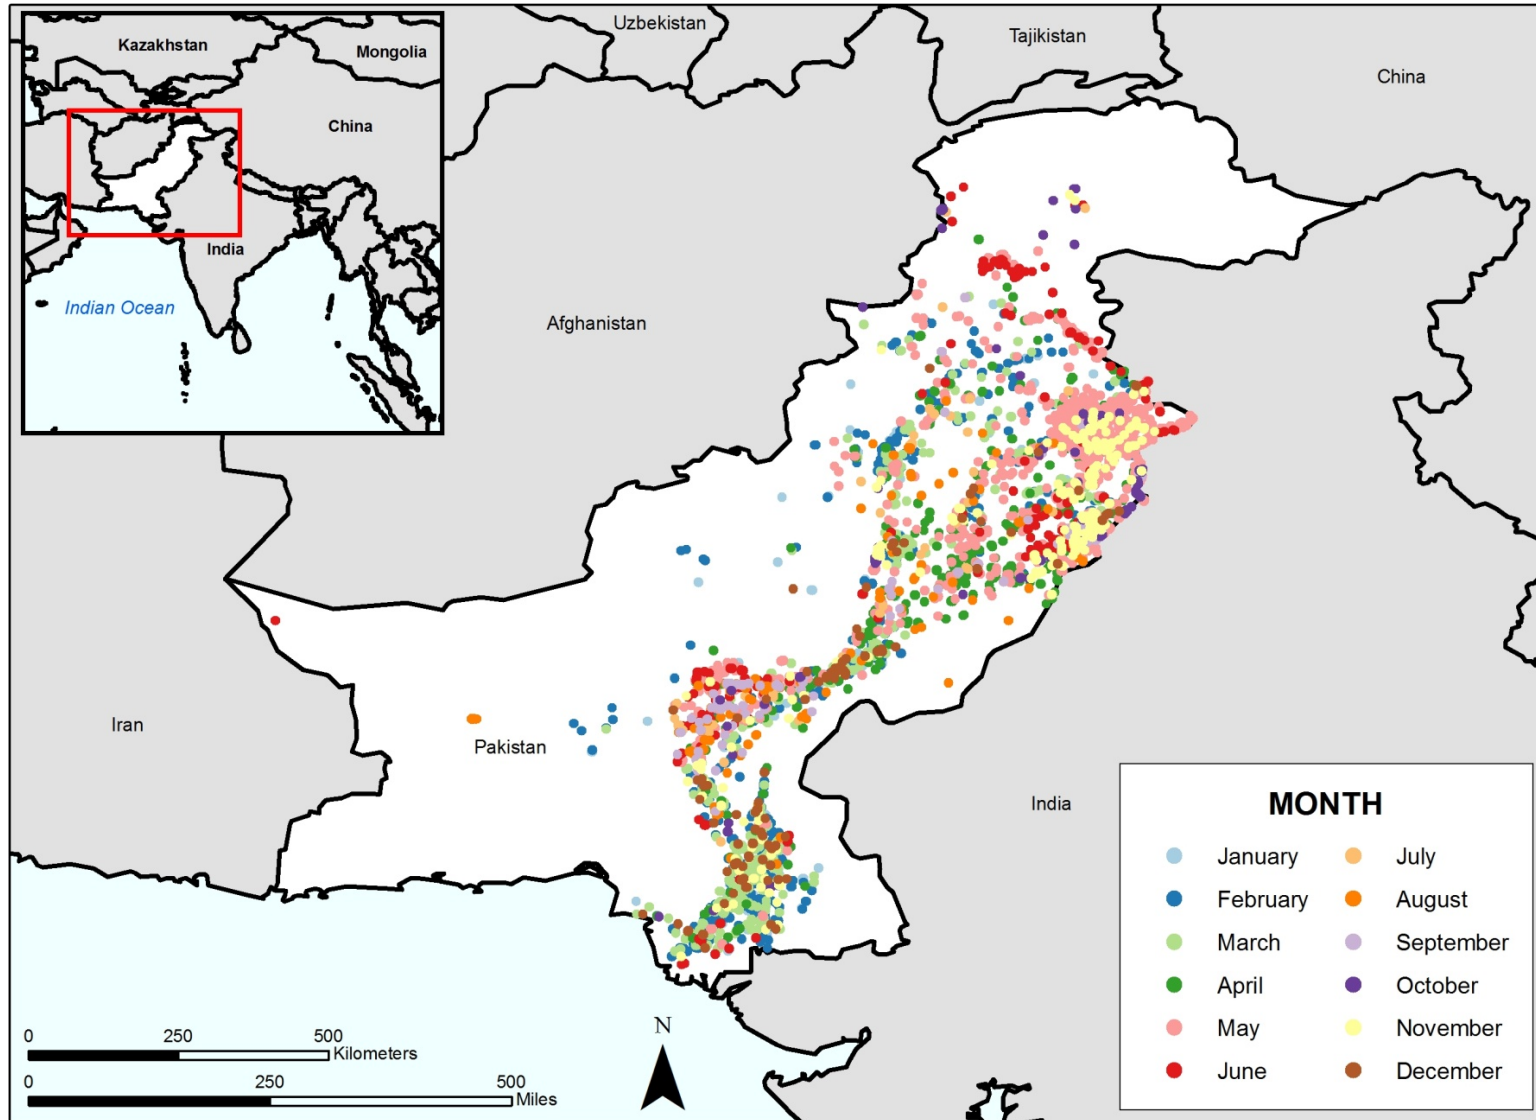 Kazakhstan
Mongolia
China
India
Indian Ocean
Uzbekistan
Tajikistan
China
Afghanistan
Iran
Pakistan
India
MONTH
January
February
March
April
May
June
July
August
September
October
November
December
N
0 250 500
Kilometers
0 250 500
Miles